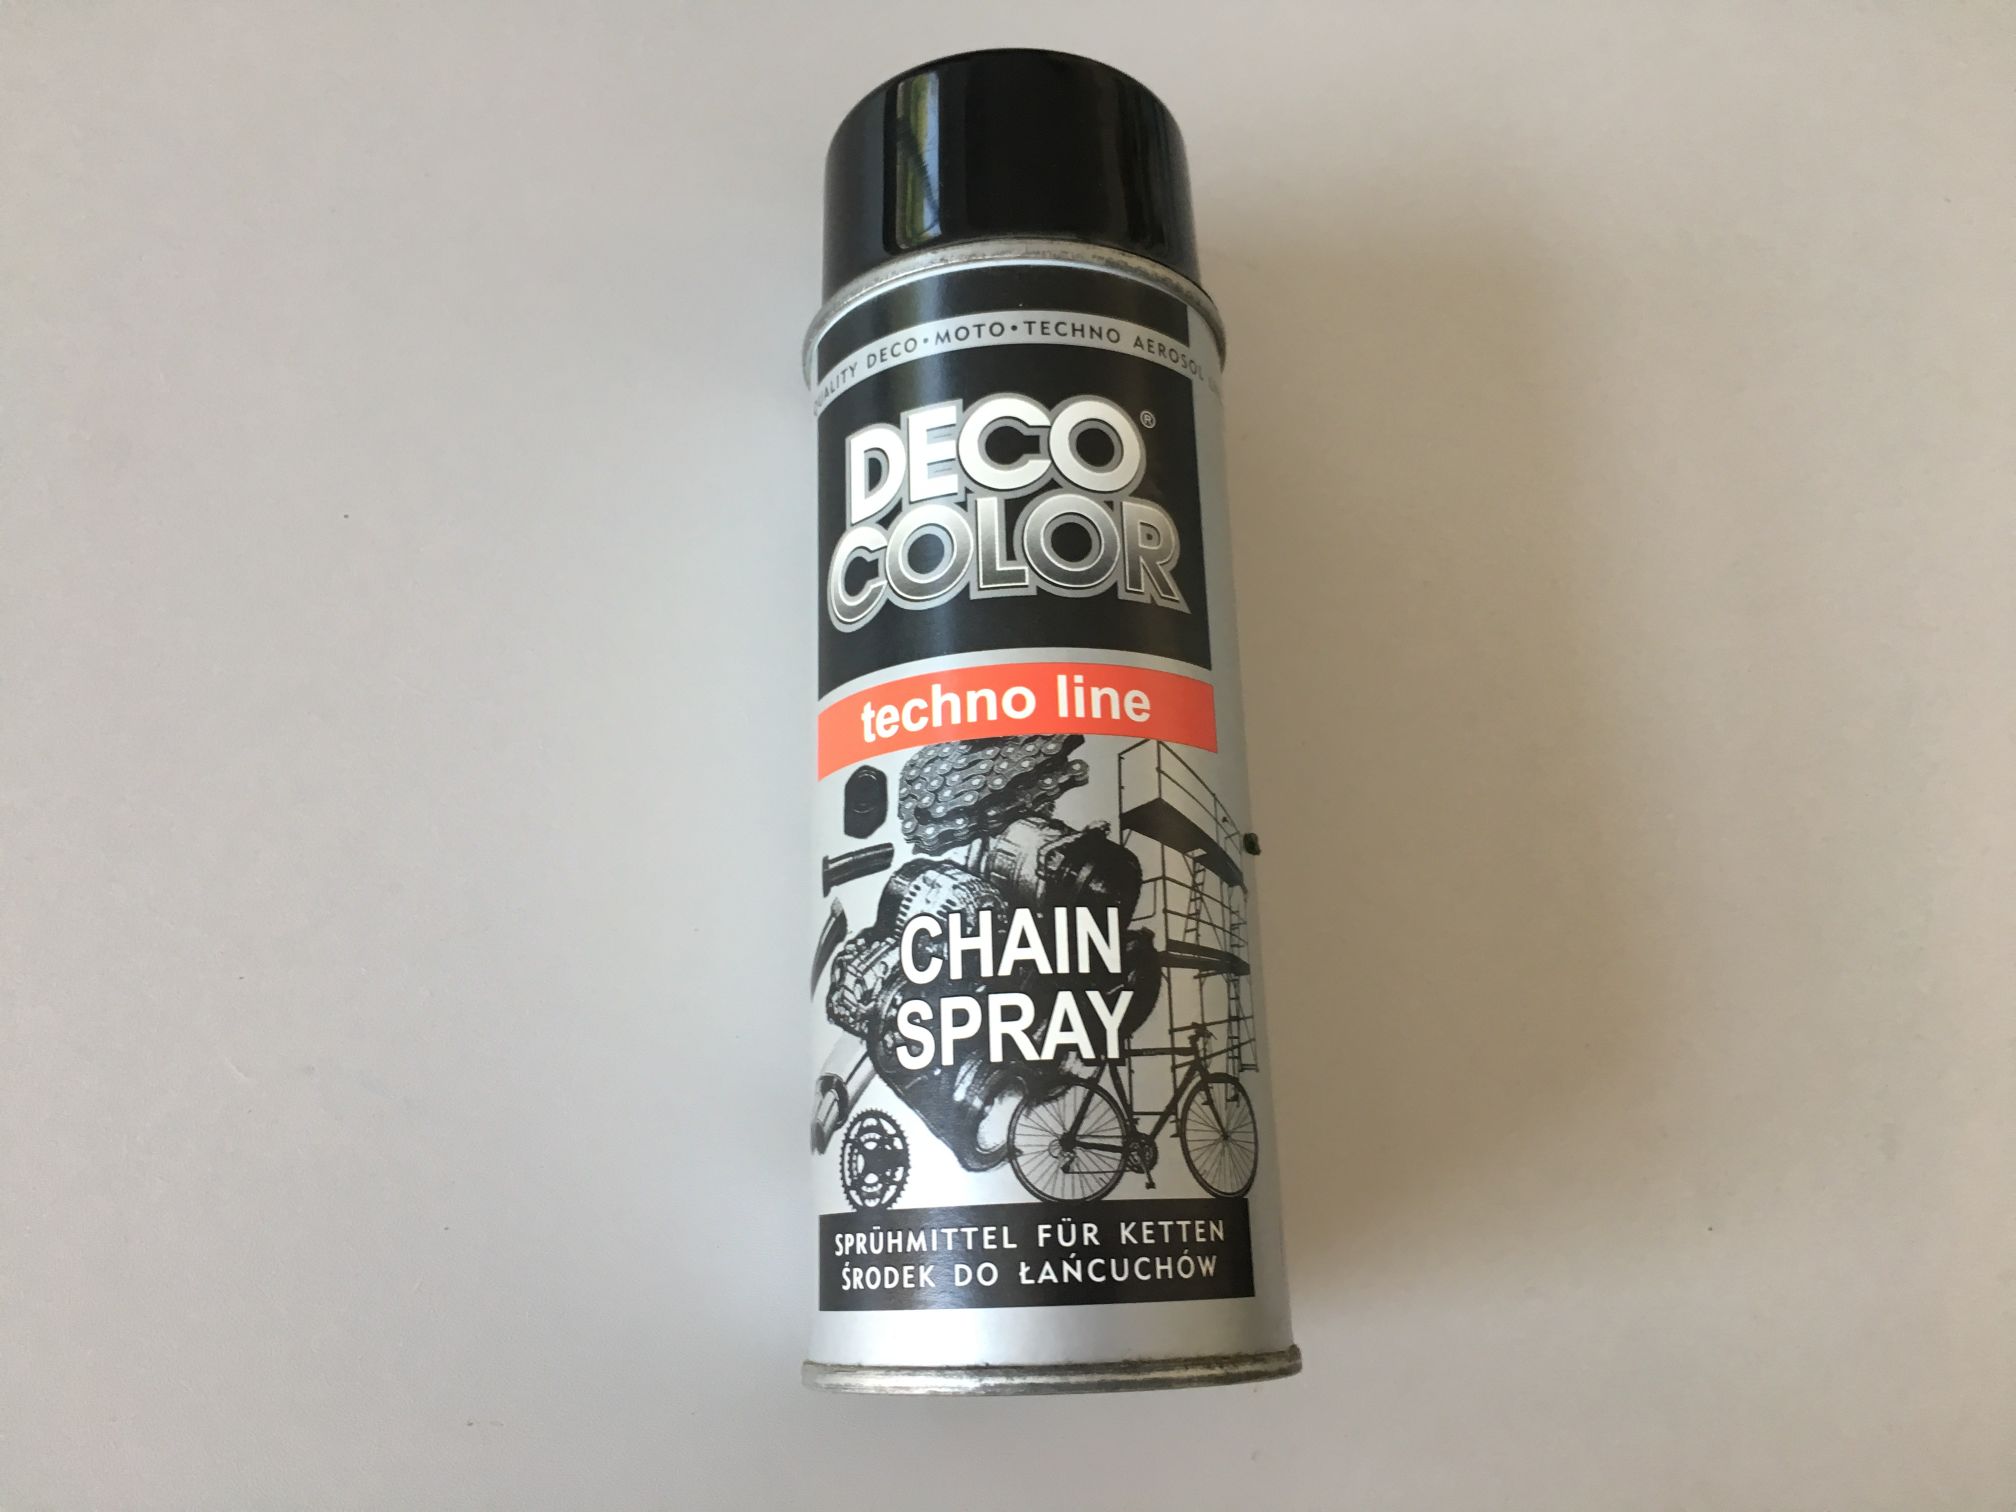 QUALITY DECO•MOTO•TECHNO AEROSOL
DECO®
COLOR
techno line
CHAIN
SPRAY
SPRÜHMITTEL FÜR KETTEN
ŚRODEK DO ŁAŃCUCHÓW